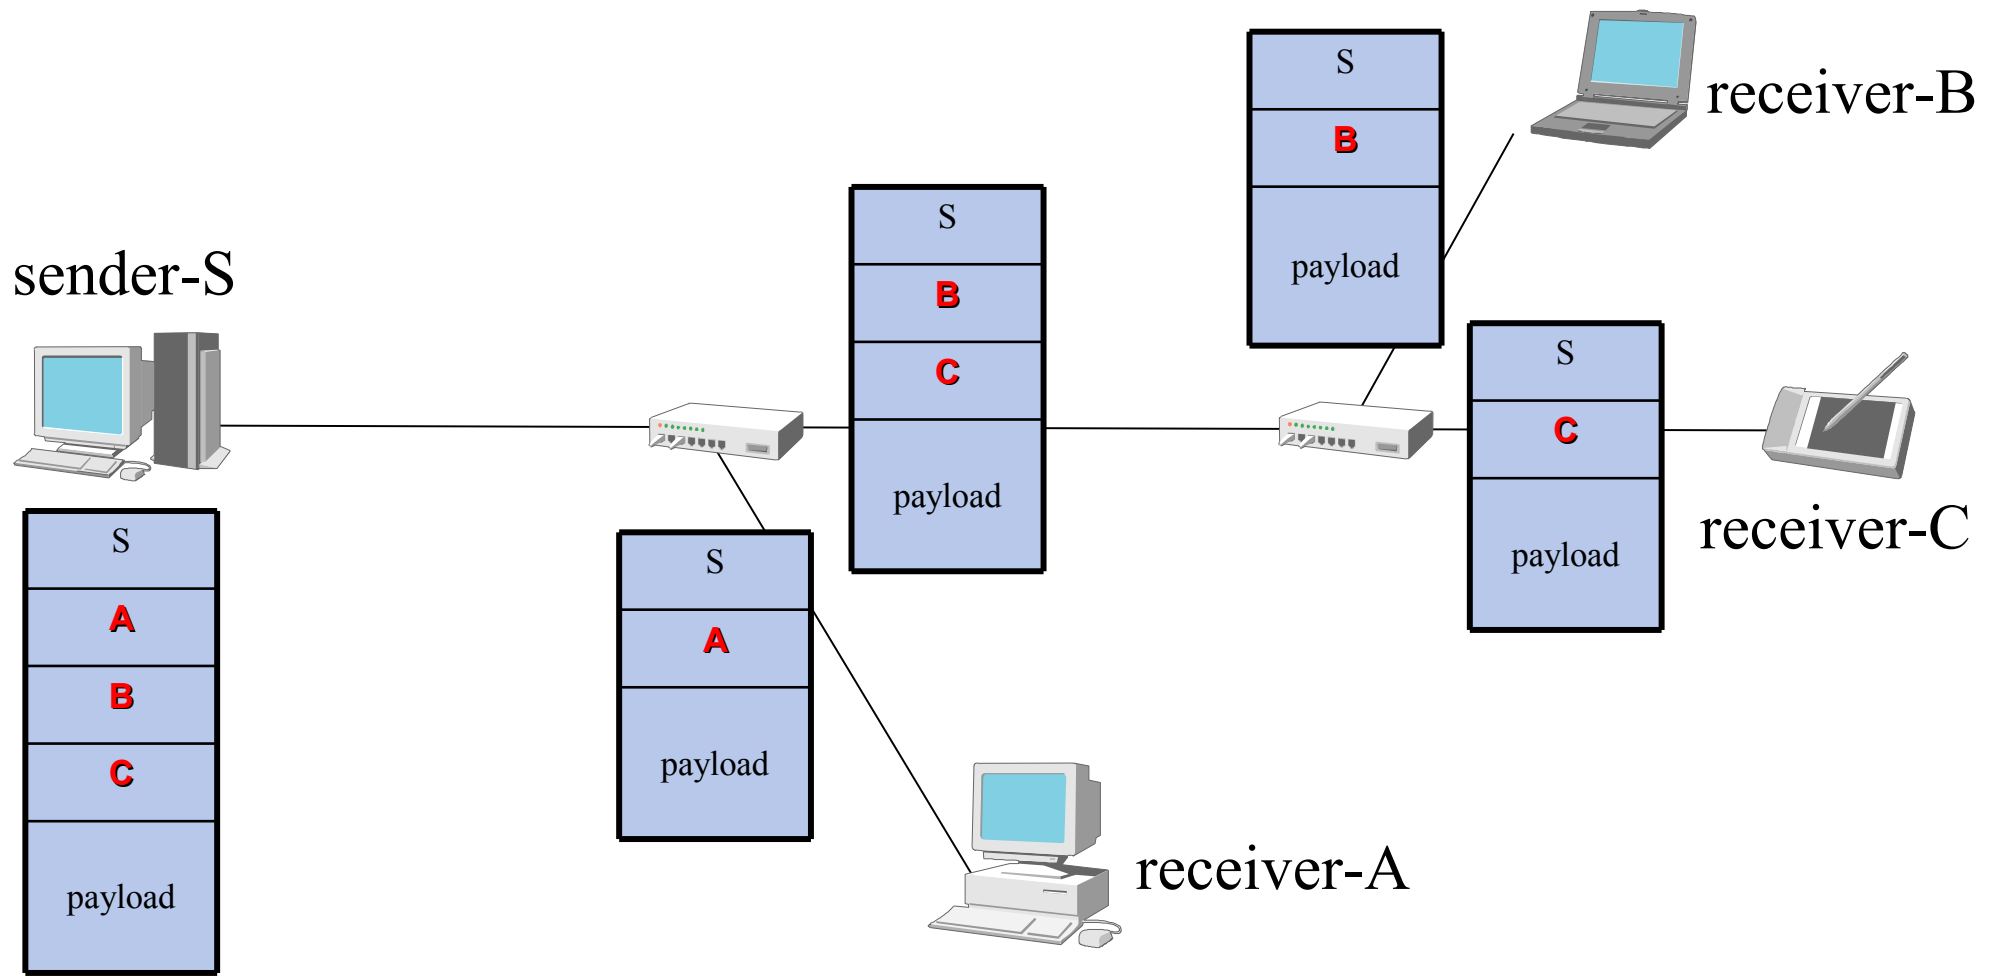 sender-S
S
A
B
C
payload
S
A
payload
receiver-A
S
B
C
payload
S
B
payload
receiver-B
S
C
payload
receiver-C